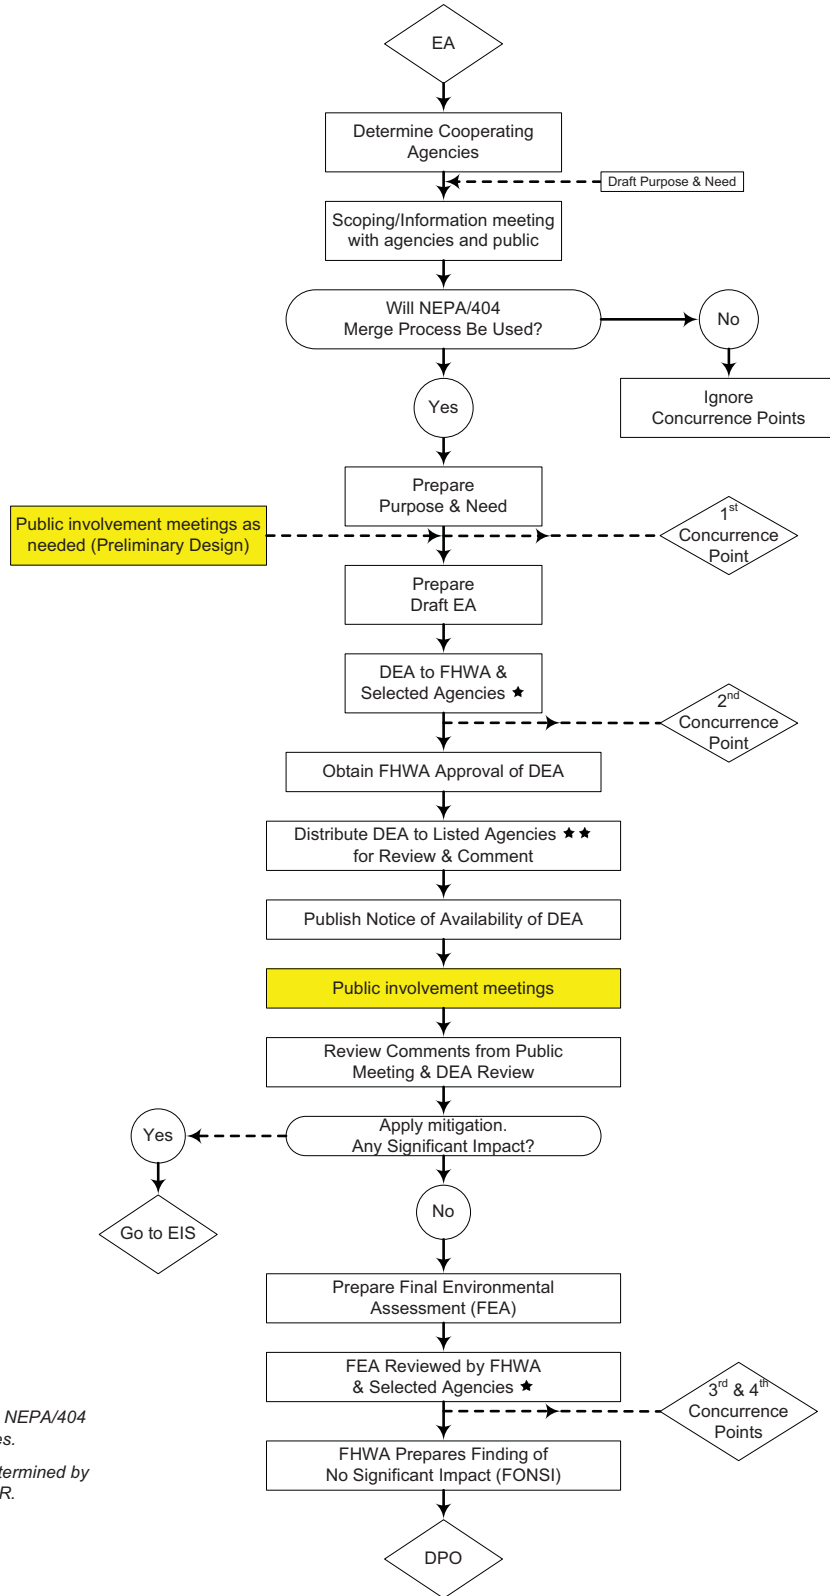 EA
Determine Cooperating
Agencies
Draft Purpose & Need
Scoping/Information meeting
with agencies and public
Will NEPA/404
Merge Process Be Used?
No
Yes
Ignore
Concurrence Points
Prepare
Purpose & Need
Public involvement meetings as
needed (Preliminary Design)
1st
Concurrence
Point
Prepare
Draft EA
DEA to FHWA &
Selected Agencies ★
2nd
Concurrence
Point
Obtain FHWA Approval of DEA
Distribute DEA to Listed Agencies ★ ★
for Review & Comment
Publish Notice of Availability of DEA
Public involvement meetings
Review Comments from Public
Meeting & DEA Review
Yes
Apply mitigation.
Any Significant Impact?
No
Go to EIS
Prepare Final Environmental
Assessment (FEA)
FEA Reviewed by FHWA
& Selected Agencies ★
3rd & 4th
Concurrence
Points
NEPA/404
es.
FHWA Prepares Finding of
No Significant Impact (FONSI)
termined by
R.
DPO